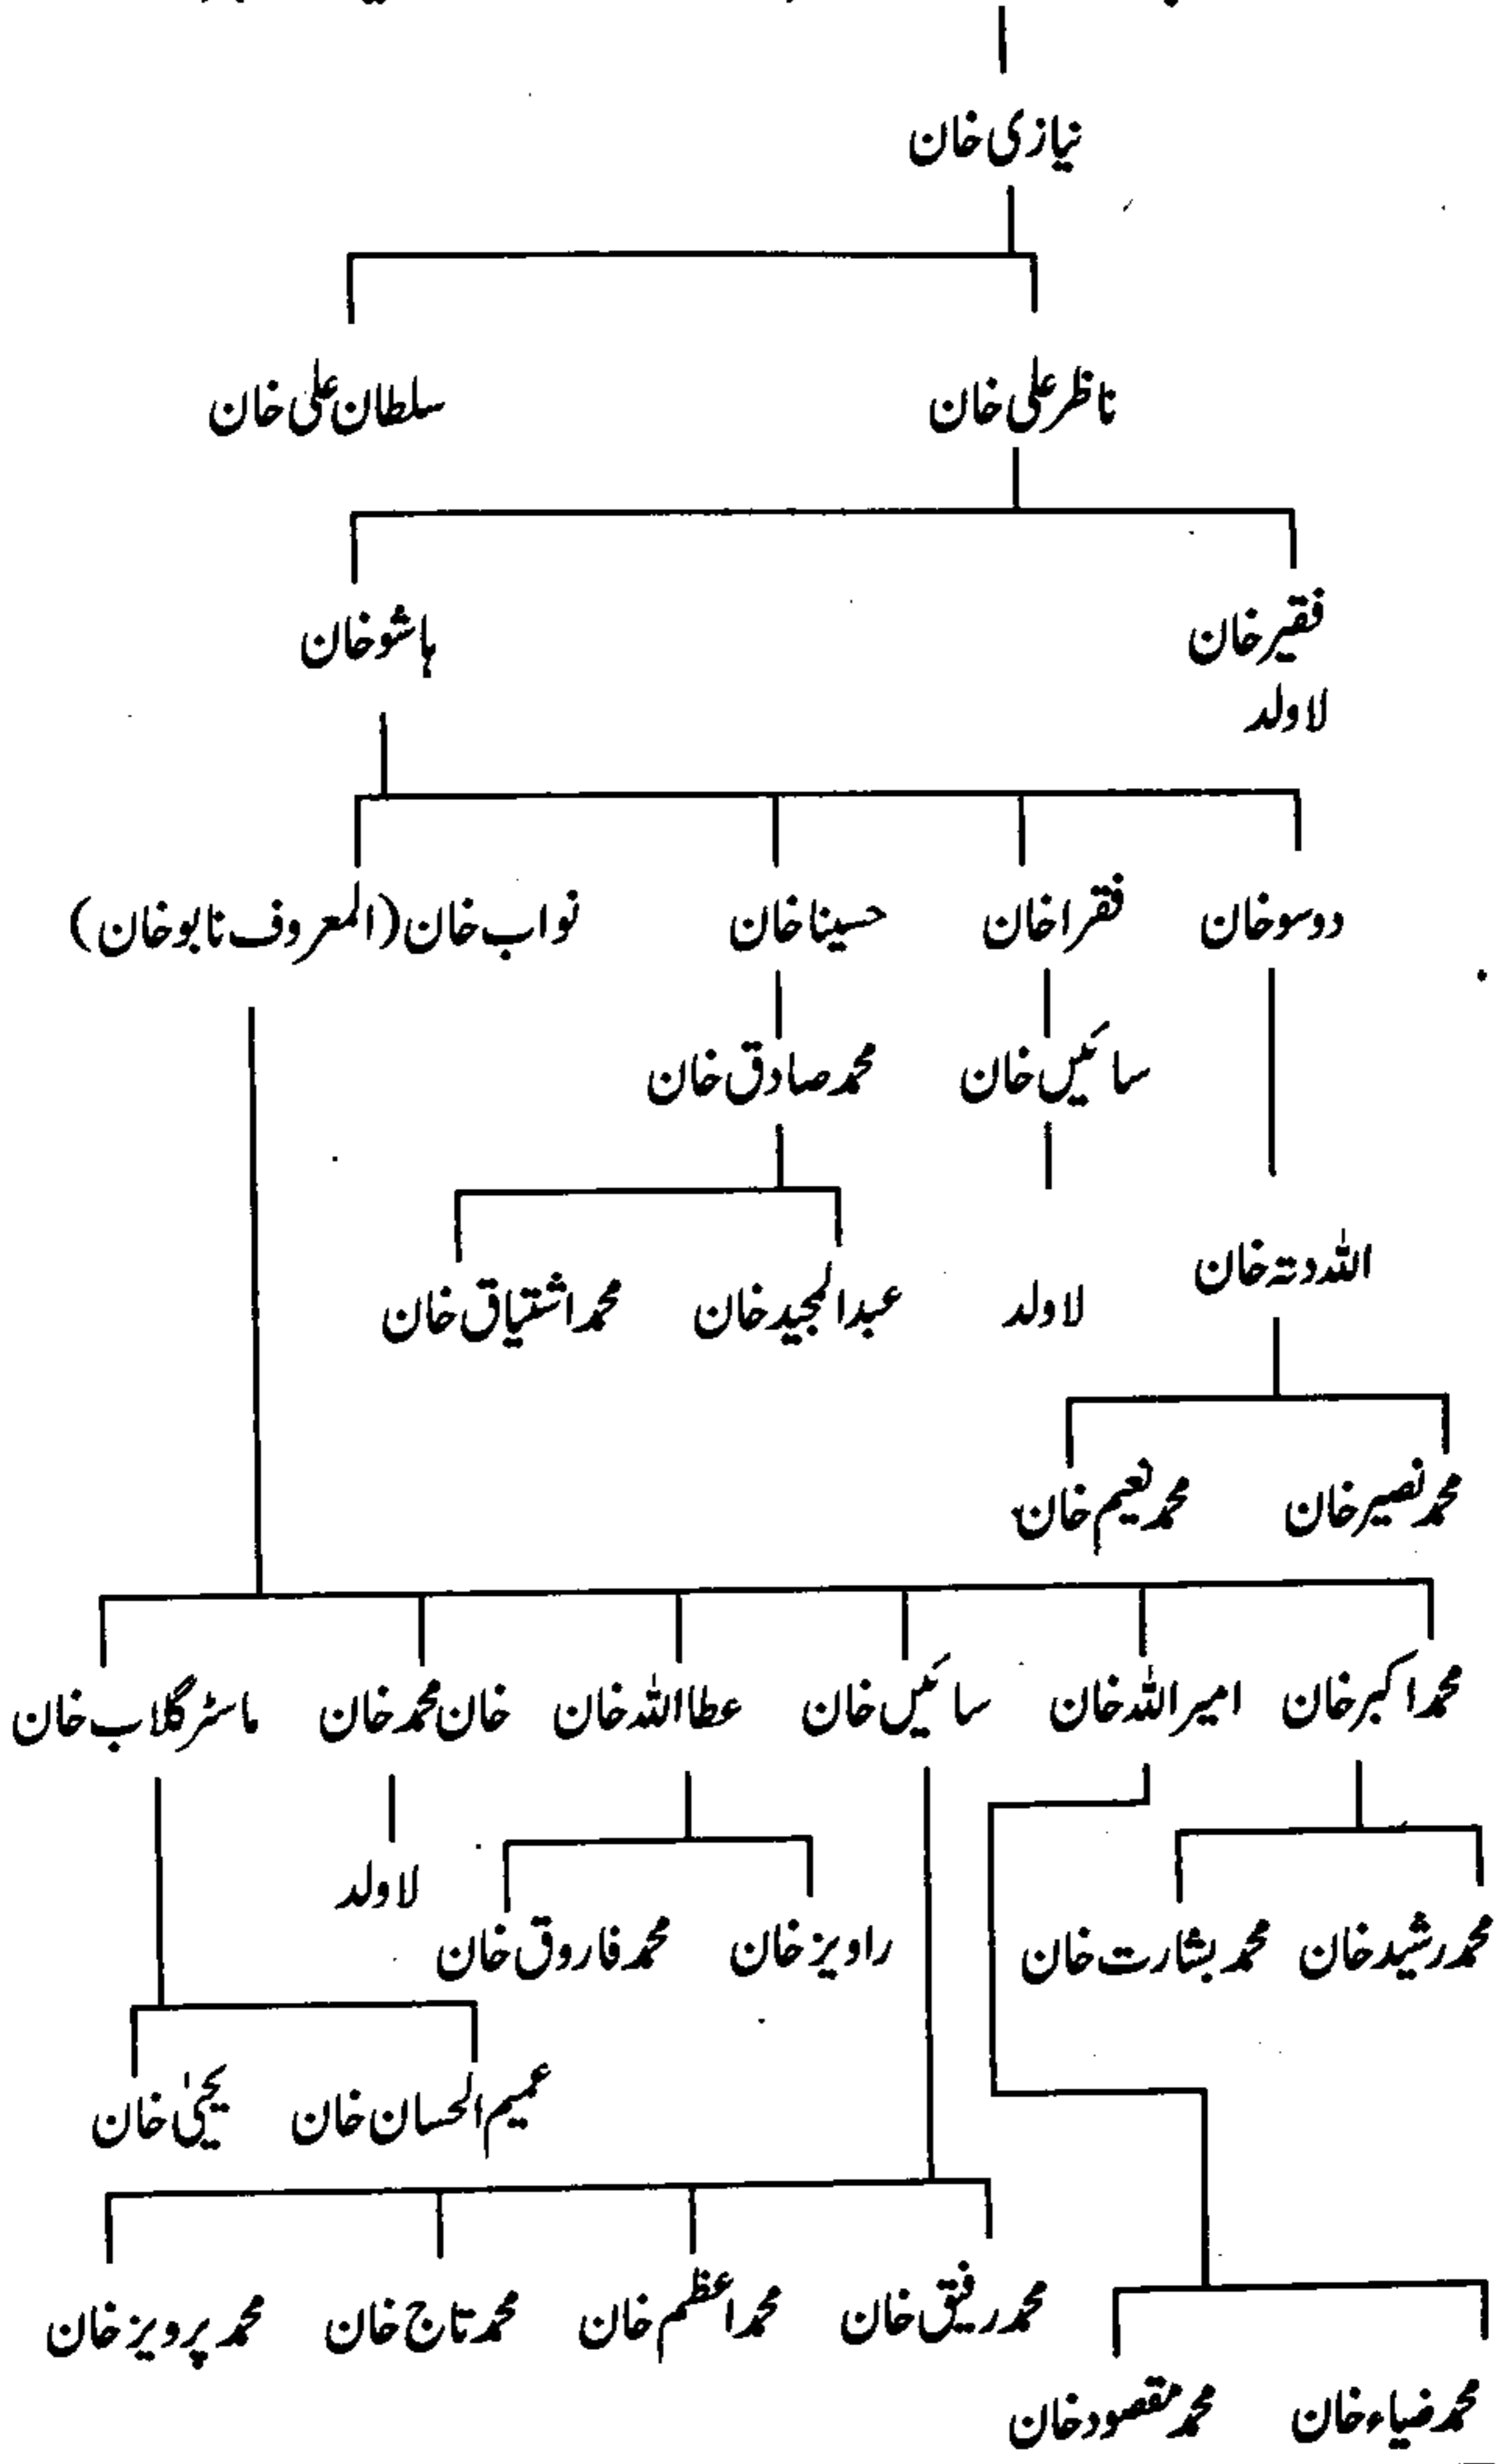 نیازی خان
ناظر علی خان سلطان علی خان
فقیر خان ہاشو خان
لاولد
دوسو خان فقرا خان حسینا خان نواب خان (المعروف نابو خان)
سائیں خان محمد صادق خان
اللہ دتہ خان لاولد عبدالمجید خان محمد اشتیاق خان
محمد نصیر خان محمد نعیم خان
محمد اکبر خان امیر اللہ خان سائیں خان عطا اللہ خان خان محمد خان ماسٹر گلاب خان
لاولد
محمد رشید خان محمد بشارت خان راویز خان محمد فاروق خان
عمیم الحسان خان یحییٰ خان
محمد رفیق خان محمد اعظم خان محمد تاج خان محمد پرویز خان
محمد ضیاء خان محمد مقصود خان